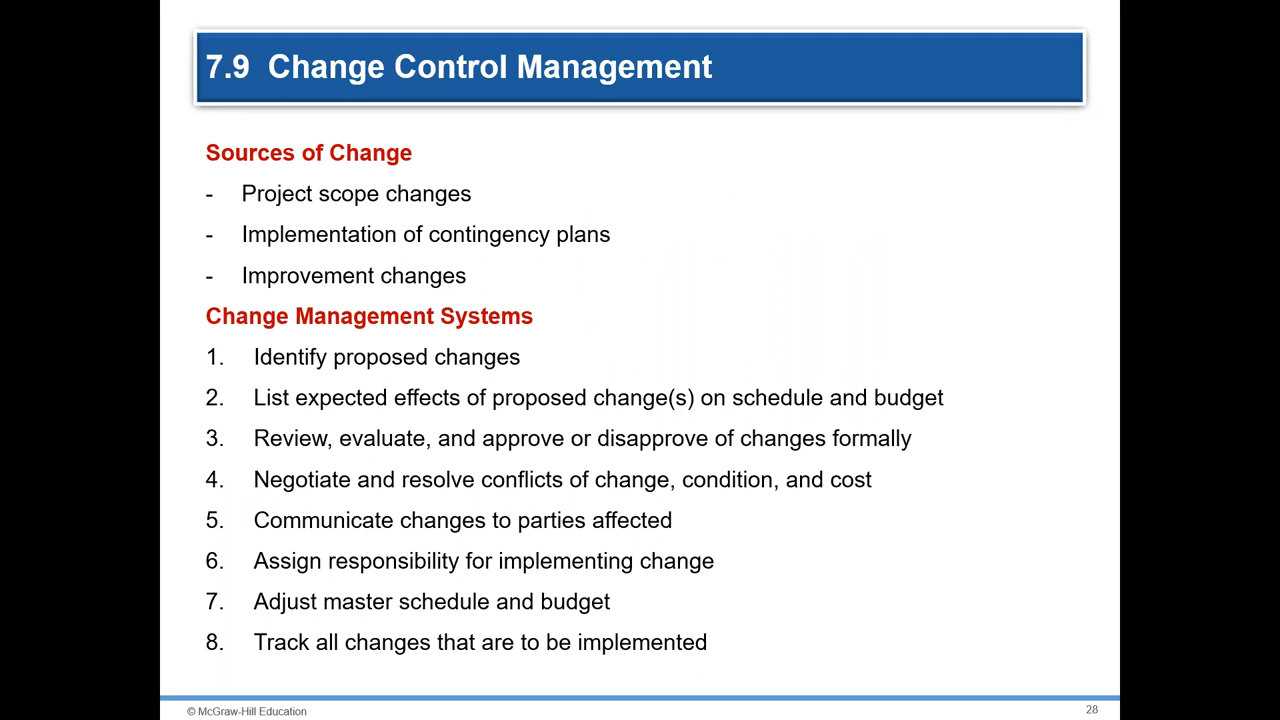 7.9 Change Control Management
Sources of Change
- Project scope changes
- Implementation of contingency plans
- Improvement changes
Change Management Systems
1. Identify proposed changes
2. List expected effects of proposed change(s) on schedule and budget
3. Review, evaluate, and approve or disapprove of changes formally
4. Negotiate and resolve conflicts of change, condition, and cost
5. Communicate changes to parties affected
6. Assign responsibility for implementing change
7. Adjust master schedule and budget
8. Track all changes that are to be implemented
© McGraw-Hill Education
28